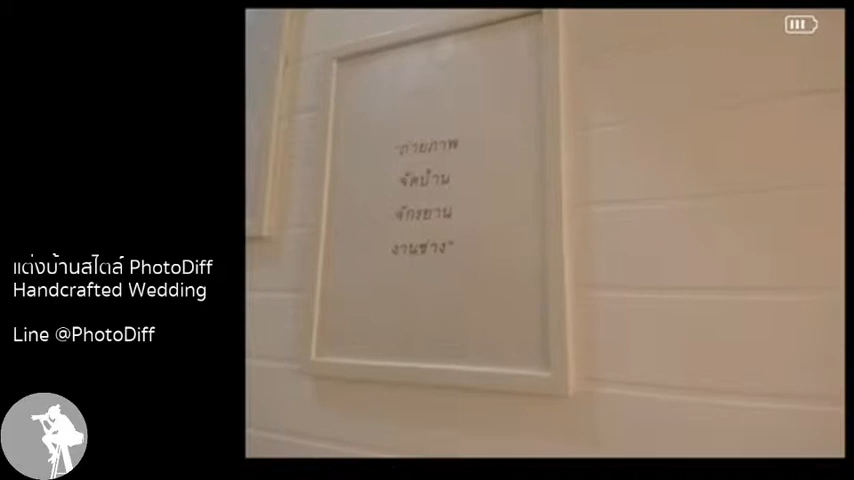 แต่งบ้านสไตล์ PhotoDiff
Handcrafted Wedding
Line @PhotoDiff
"ถ่ายภาพ
จัดบ้าน
จักรยาน
งานช่าง"